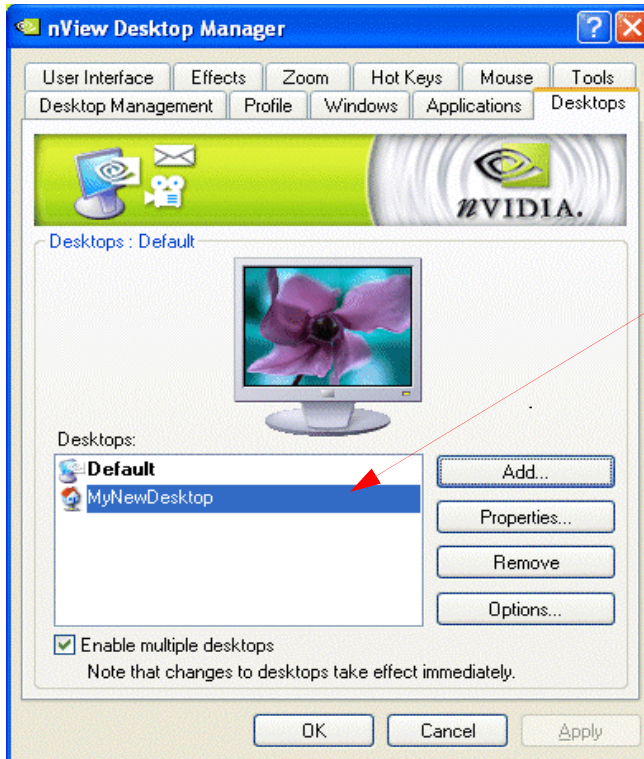 nView Desktop Manager
User Interface Effects Zoom Hot Keys Mouse Tools
Desktop Management Profile Windows Applications Desktops
nVIDIA.
Desktops : Default
Desktops:
Default
MyNewDesktop
Add...
Properties...
Remove
Options...
Enable multiple desktops
Note that changes to desktops take effect immediately.
OK Cancel Apply